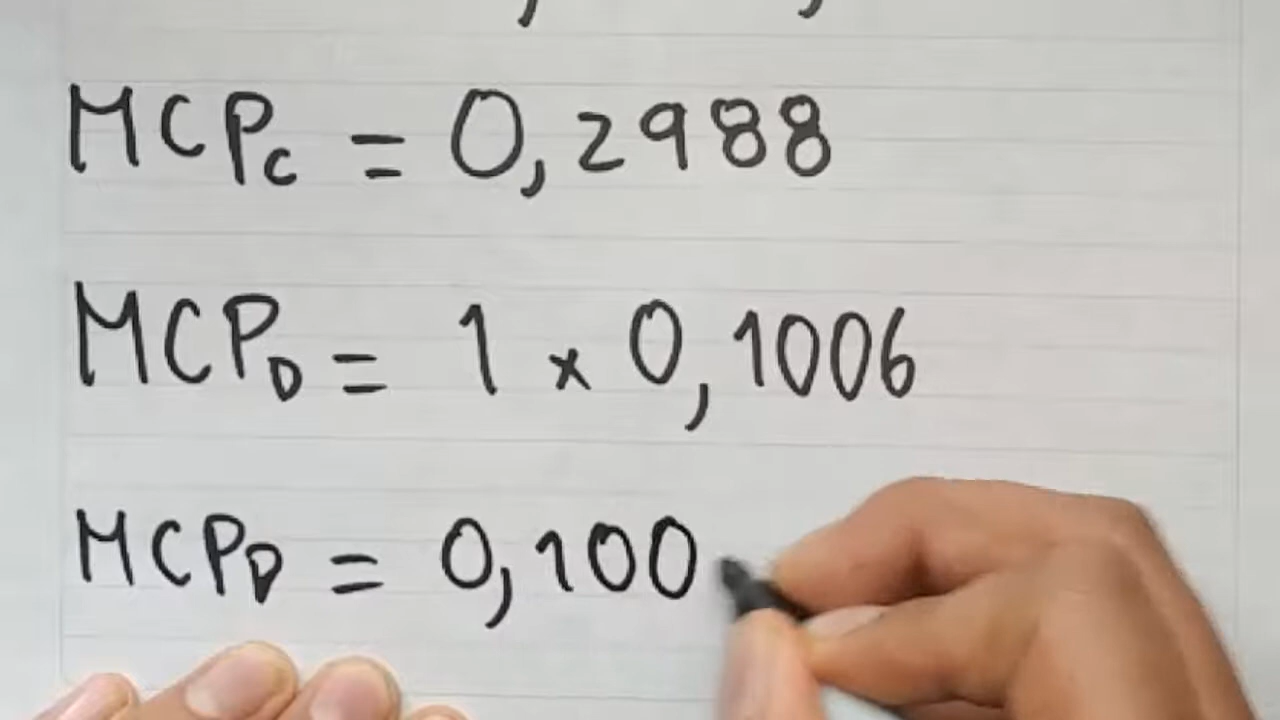 MCPC = 0,2988
MCPD = 1 x 0,1006
MCPD = 0,100